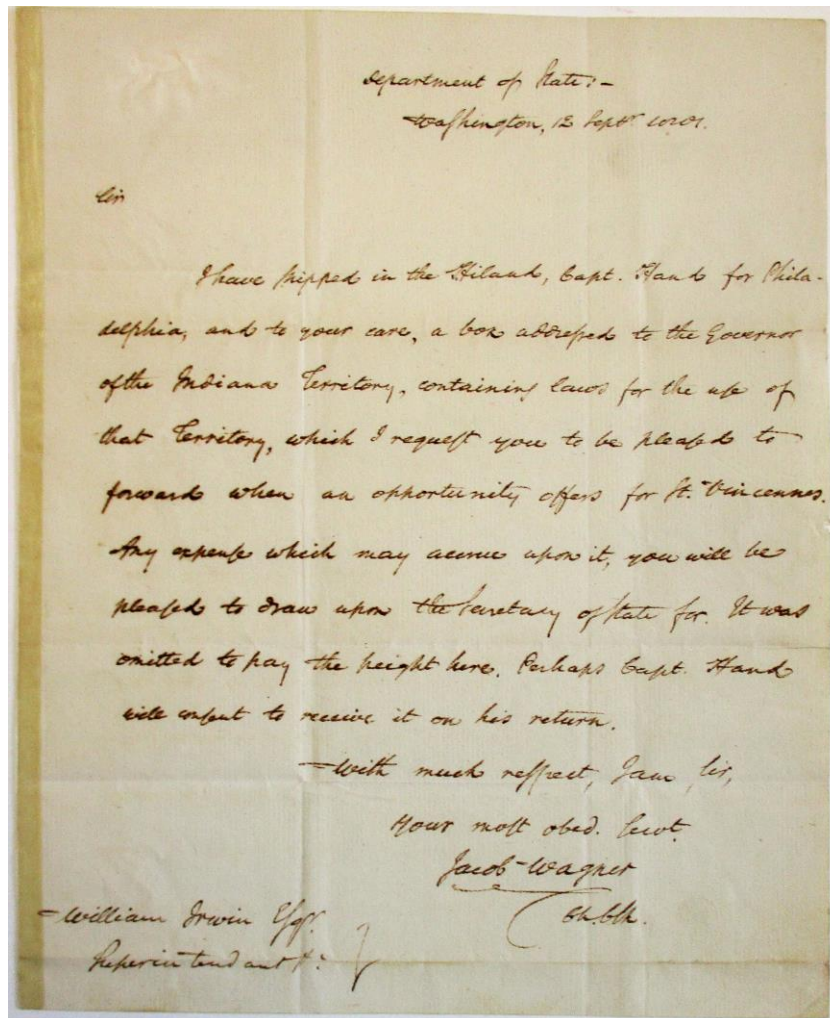 Department of State:-
Washington, 12 Septr. 1801.
Sir
I have shipped in the Hiland, Capt. Hand for Phila-
delphia, and to your care, a box addressed to the Governor
of the Indiana Territory, containing laws for the use of
that Territory, which I request you to be pleased to
forward when an opportunity offers for St. Vincennes.
Any expense which may accrue upon it, you will be
pleased to draw upon the Secretary of State for. It was
omitted to pay the freight here. Perhaps Capt. Hand
will consent to receive it on his return.
With much respect, I am, Sir,
Your most obed. servt.
Jacob Wagner
Ch. Clk.
William Irwin Esqr.
Superintendant &c